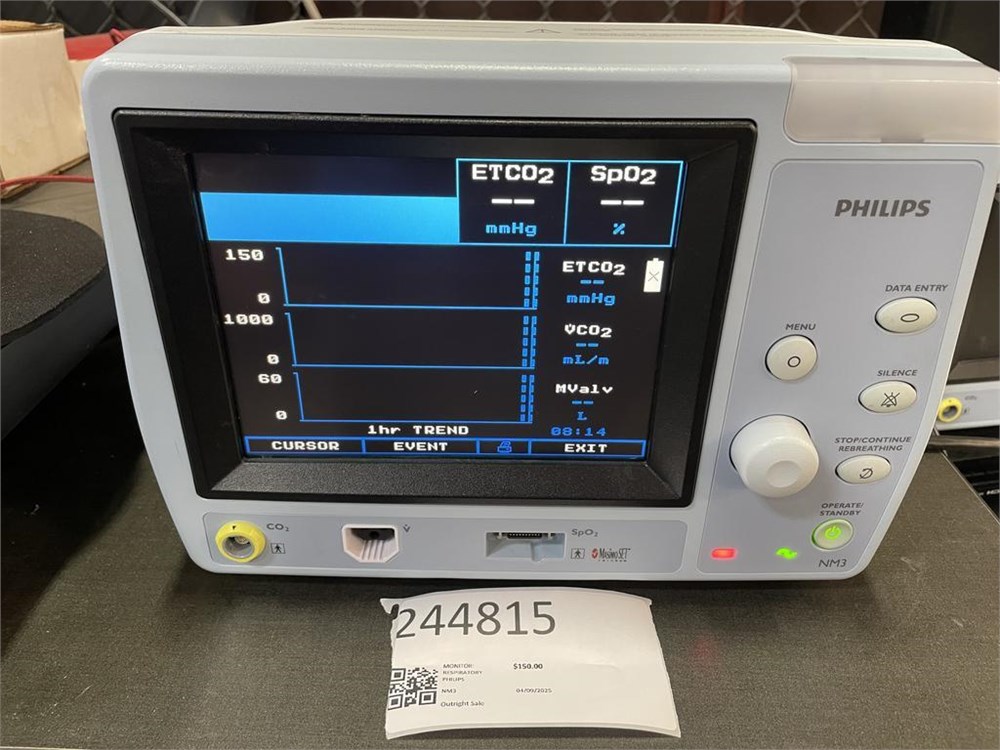 ETCO2 SpO2
-- --
mmHg %
150
0
ETCO2
--
mmHg
1000
0
V̇CO2
--
mL/m
60
0
MValv
--
L
1hr TREND 08:14
CURSOR EVENT EXIT
PHILIPS
DATA ENTRY
MENU
SILENCE
STOP/CONTINUE
REBREATHING
OPERATE/
STANDBY
NM3
CO2
V̇
SpO2
Masimo SET
244815
MONITOR: $150.00
RESPIRATORY
PHILIPS
NM3 04/09/2025
Outright Sale